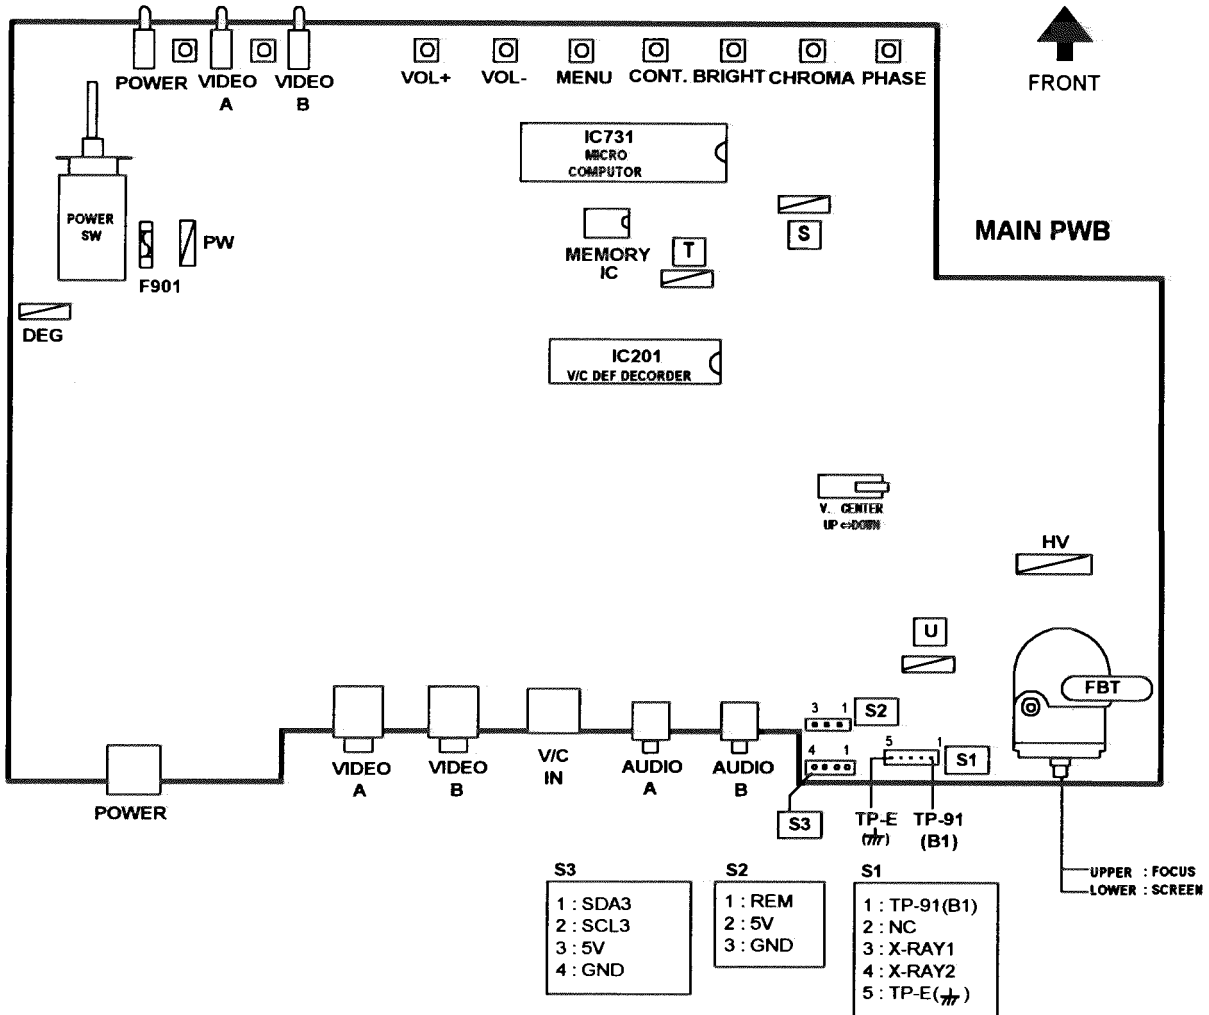 POWER
VIDEO
A
VIDEO
B
VOL+
VOL-
MENU
CONT.
BRIGHT
CHROMA
PHASE
FRONT
IC731
MICRO
COMPUTOR
POWER
SW
S
MAIN PWB
PW
T
MEMORY
IC
F901
DEG
IC201
V/C DEF DECORDER
V. CENTER
UP⇔DOWN
HV
U
FBT
3 1
S2
4 1
5 1
S1
VIDEO
A
VIDEO
B
V/C
IN
AUDIO
A
AUDIO
B
POWER
S3
TP-E
TP-91
(B1)
UPPER : FOCUS
LOWER : SCREEN
S3
1 : SDA3
2 : SCL3
3 : 5V
4 : GND
S2
1 : REM
2 : 5V
3 : GND
S1
1 : TP-91(B1)
2 : NC
3 : X-RAY1
4 : X-RAY2
5 : TP-E( )